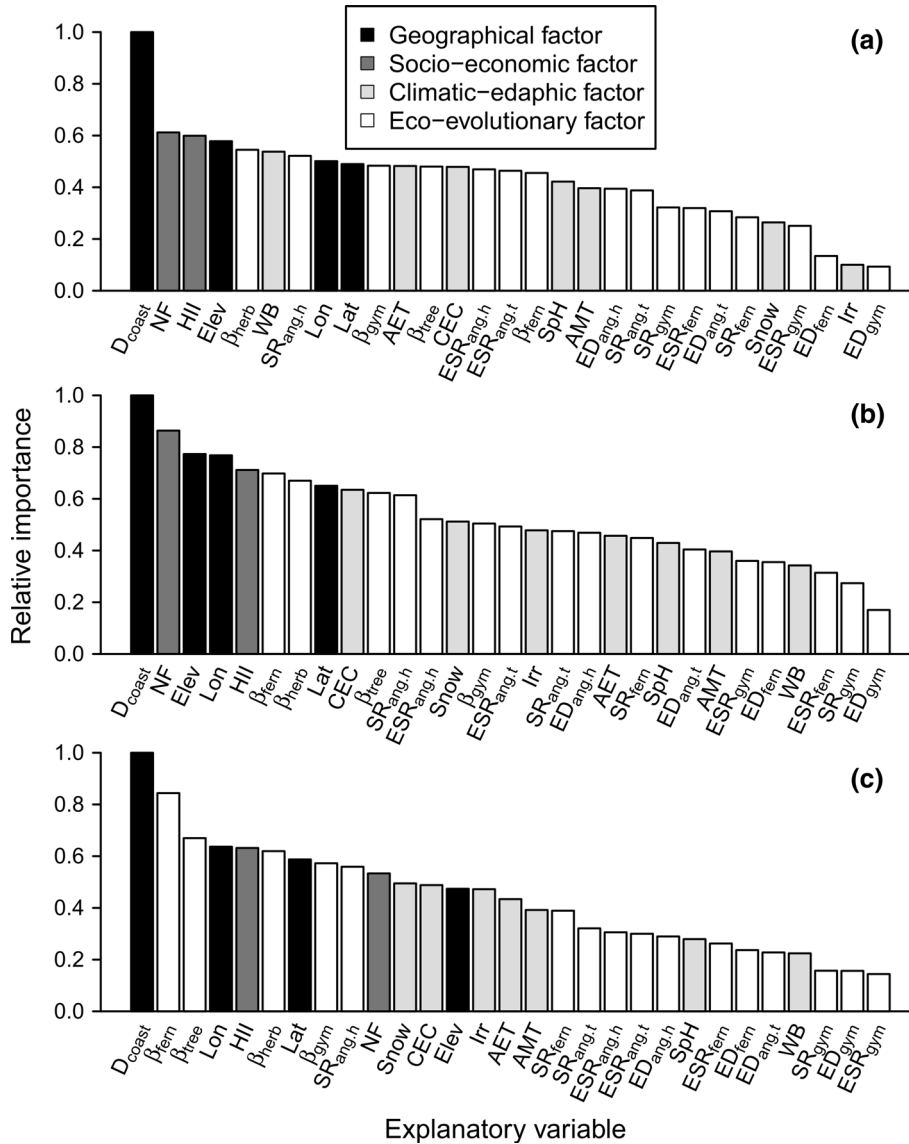 (a)
Geographical factor
Socio−economic factor
Climatic−edaphic factor
Eco−evolutionary factor
1.0
0.8
0.6
0.4
0.2
0.0
Dcoast NF HII Elev βherb WB SRang.h Lon Lat βgym AET βtree CEC ESRang.h ESRang.t βfern SpH AMT EDang.h SRang.t SRgym ESRfern EDang.t SRfern Snow ESRgym EDfern Irr EDgym
(b)
1.0
0.8
0.6
0.4
0.2
0.0
Relative importance
Dcoast NF Elev Lon HII βfern βherb Lat CEC βtree SRang.h ESRang.h Snow βgym ESRang.t Irr SRang.t EDang.h AET SRfern SpH EDang.t AMT ESRgym EDfern WB ESRfern SRgym EDgym
(c)
1.0
0.8
0.6
0.4
0.2
0.0
Dcoast βfern βtree Lon HII βherb Lat βgym SRang.h NF Snow CEC Elev Irr AET AMT SRfern SRang.t ESRang.h ESRang.t EDang.h SpH ESRfern EDfern EDang.t WB SRgym EDgym ESRgym
Explanatory variable